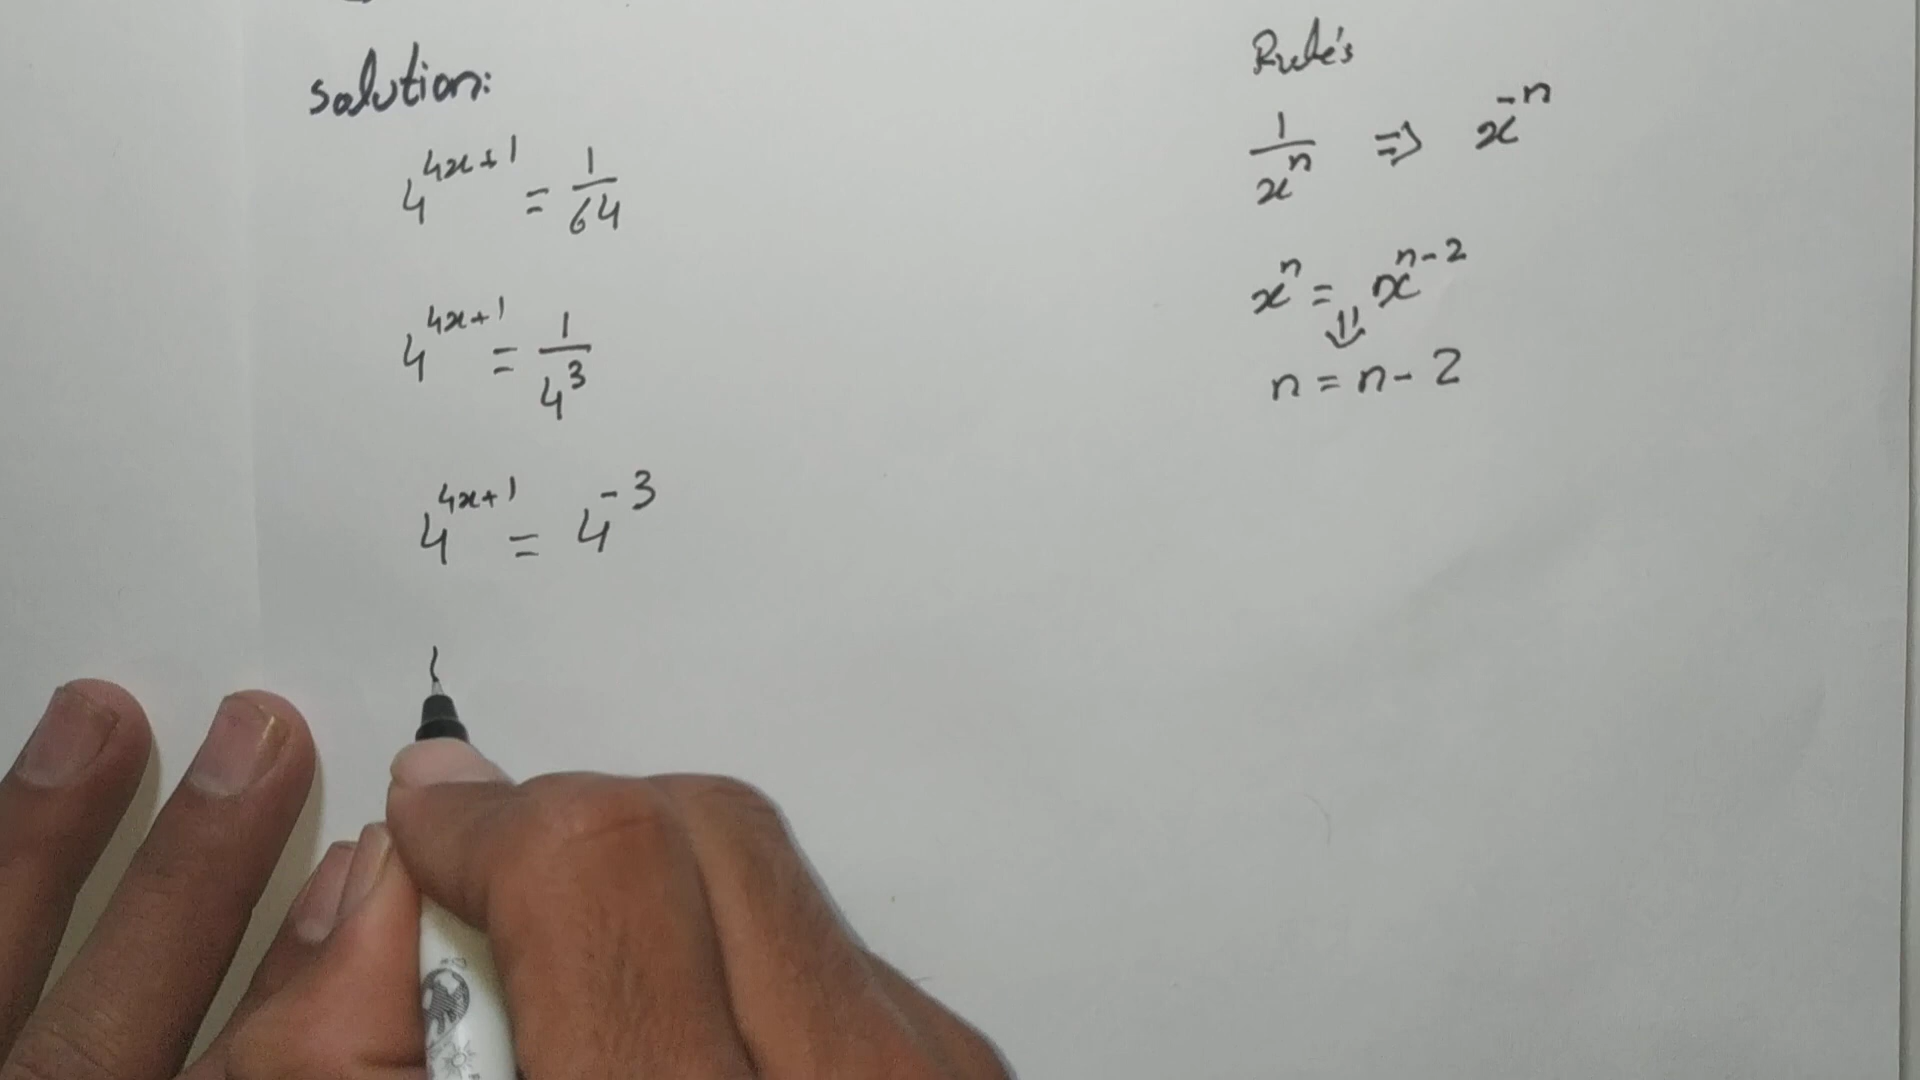 Solution:
4^{4x+1} = 1/64
4^{4x+1} = 1/4^3
4^{4x+1} = 4^{-3}
Rule's
1/x^n ⇒ x^{-n}
x^n = x^{n-2}
⇓
n = n-2